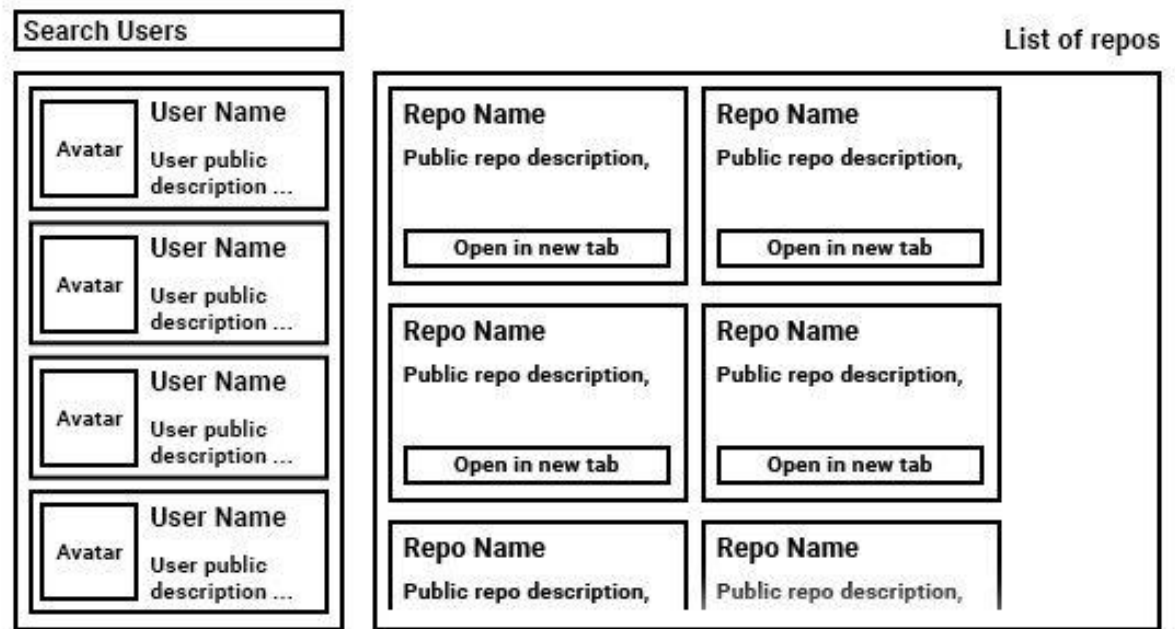 Search Users
List of repos
Avatar
User Name
User public
description ...
Avatar
User Name
User public
description ...
Avatar
User Name
User public
description ...
Avatar
User Name
User public
description ...
Repo Name
Public repo description,
Open in new tab
Repo Name
Public repo description,
Open in new tab
Repo Name
Public repo description,
Open in new tab
Repo Name
Public repo description,
Open in new tab
Repo Name
Public repo description,
Repo Name
Public repo description,